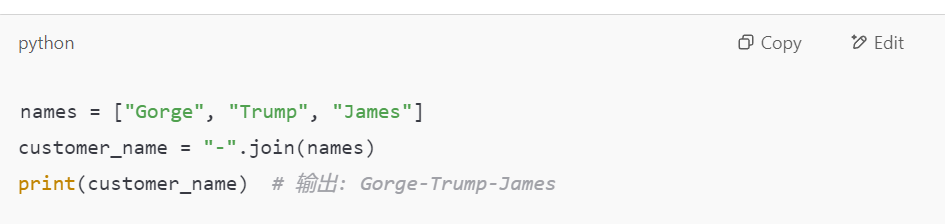 python
Copy
Edit
names = ["Gorge", "Trump", "James"]
customer_name = "-".join(names)
print(customer_name)  # 输出: Gorge-Trump-James